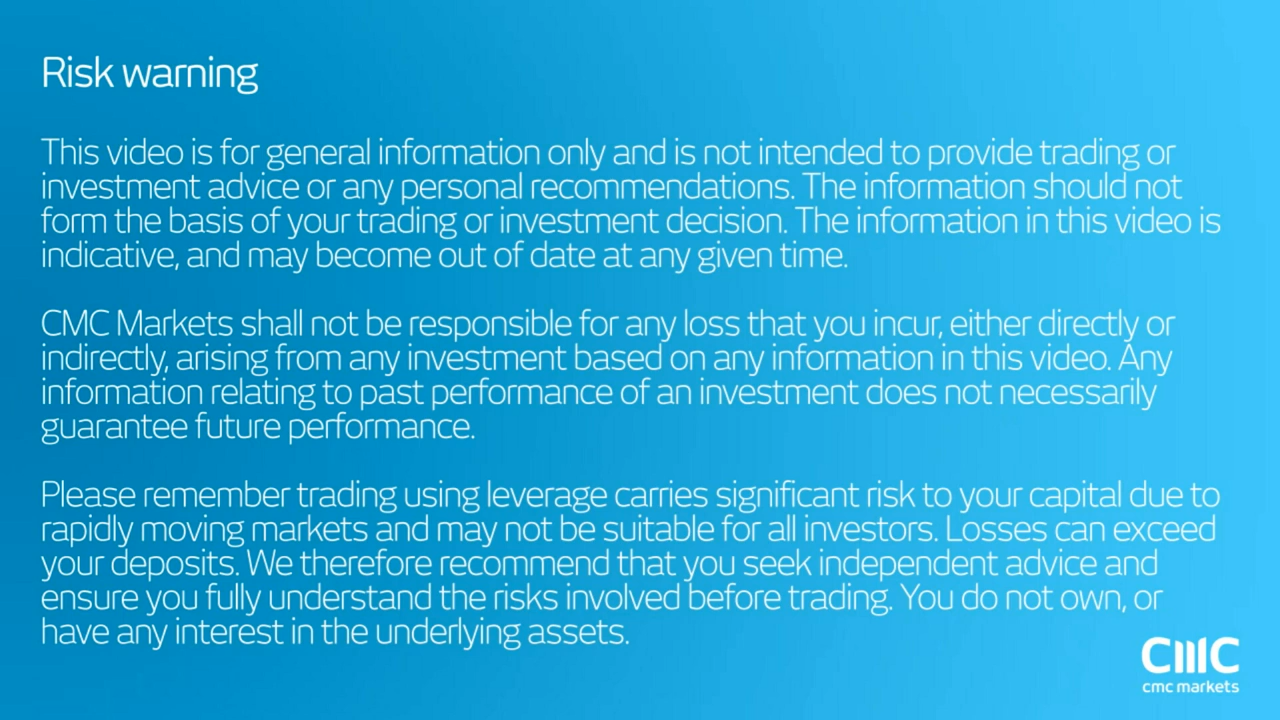 Risk warning
This video is for general information only and is not intended to provide trading or
investment advice or any personal recommendations. The information should not
form the basis of your trading or investment decision. The information in this video is
indicative, and may become out of date at any given time.
CMC Markets shall not be responsible for any loss that you incur, either directly or
indirectly, arising from any investment based on any information in this video. Any
information relating to past performance of an investment does not necessarily
guarantee future performance.
Please remember trading using leverage carries significant risk to your capital due to
rapidly moving markets and may not be suitable for all investors. Losses can exceed
your deposits. We therefore recommend that you seek independent advice and
ensure you fully understand the risks involved before trading. You do not own, or
have any interest in the underlying assets.
CMC
cmc markets